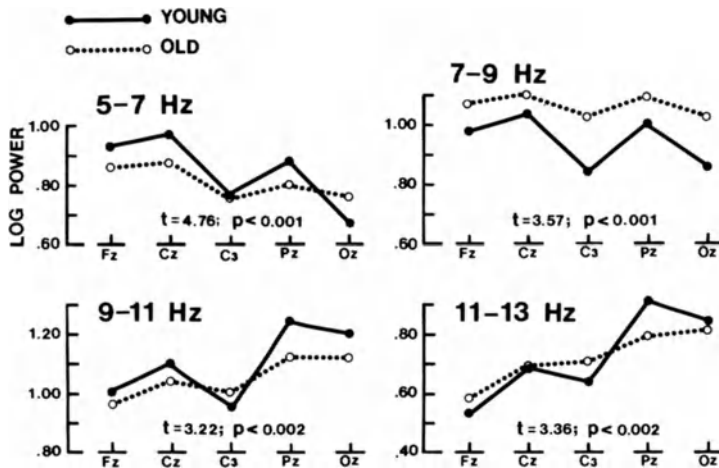 YOUNG
OLD
5-7 Hz
LOG POWER
1.00
.80
.60
t=4.76; p<0.001
Fz Cz C3 Pz Oz
7-9 Hz
1.00
.80
.60
t=3.57; p<0.001
Fz Cz C3 Pz Oz
9-11 Hz
1.20
1.00
.80
t=3.22; p<0.002
Fz Cz C3 Pz Oz
11-13 Hz
.80
.60
.40
t=3.36; p<0.002
Fz Cz C3 Pz Oz